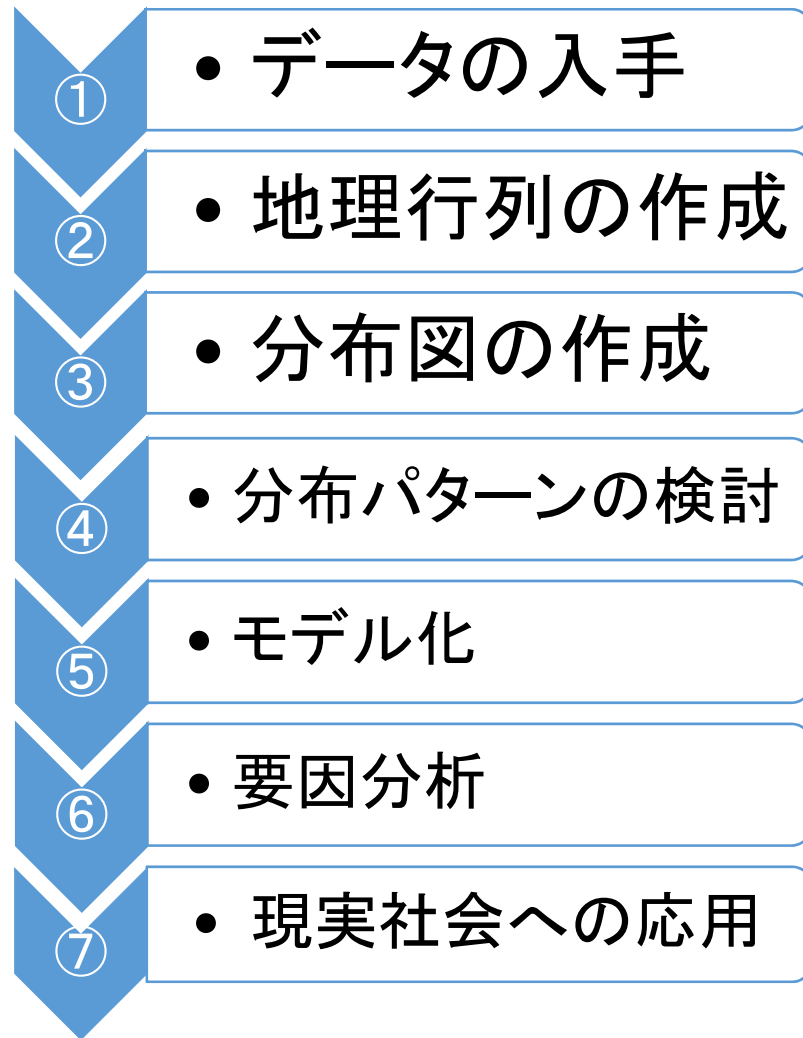 ① • データの入手
② • 地理行列の作成
③ • 分布図の作成
④ • 分布パターンの検討
⑤ • モデル化
⑥ • 要因分析
⑦ • 現実社会への応用